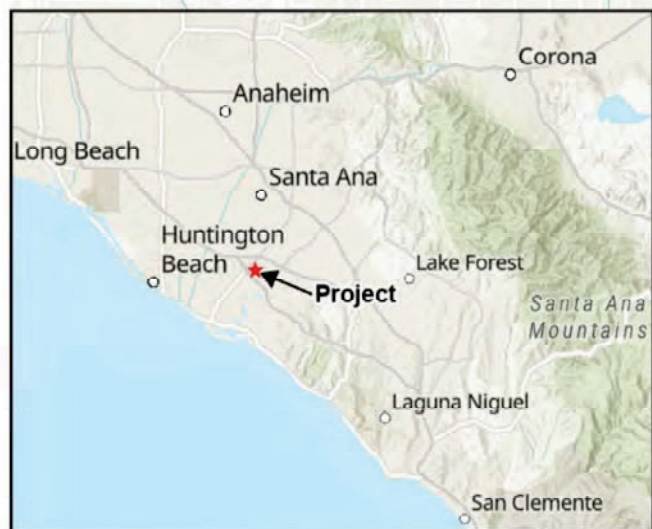 Corona
Anaheim
Long Beach
Santa Ana
Huntington
Beach
Lake Forest
Project
Santa Ana
Mountains
Laguna Niguel
San Clemente